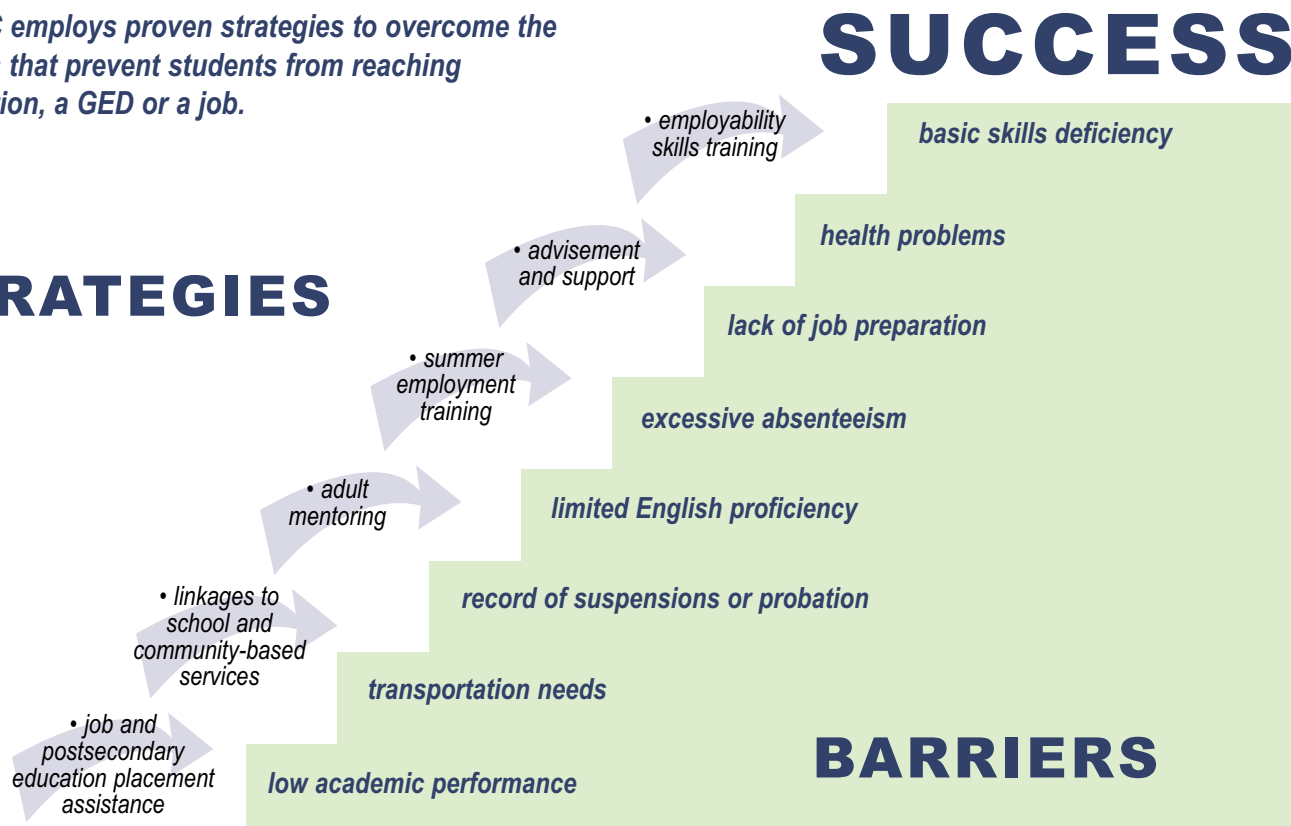 employs proven strategies to overcome the
that prevent students from reaching
a GED or a job.
SUCCESS
• employability
skills training
basic skills deficiency
• advisement
and support
health problems
RATEGIES
lack of job preparation
• summer
employment
training
excessive absenteeism
• adult
mentoring
limited English proficiency
• linkages to
school and
community-based
services
record of suspensions or probation
transportation needs
• job and
postsecondary
education placement
assistance
low academic performance
BARRIERS